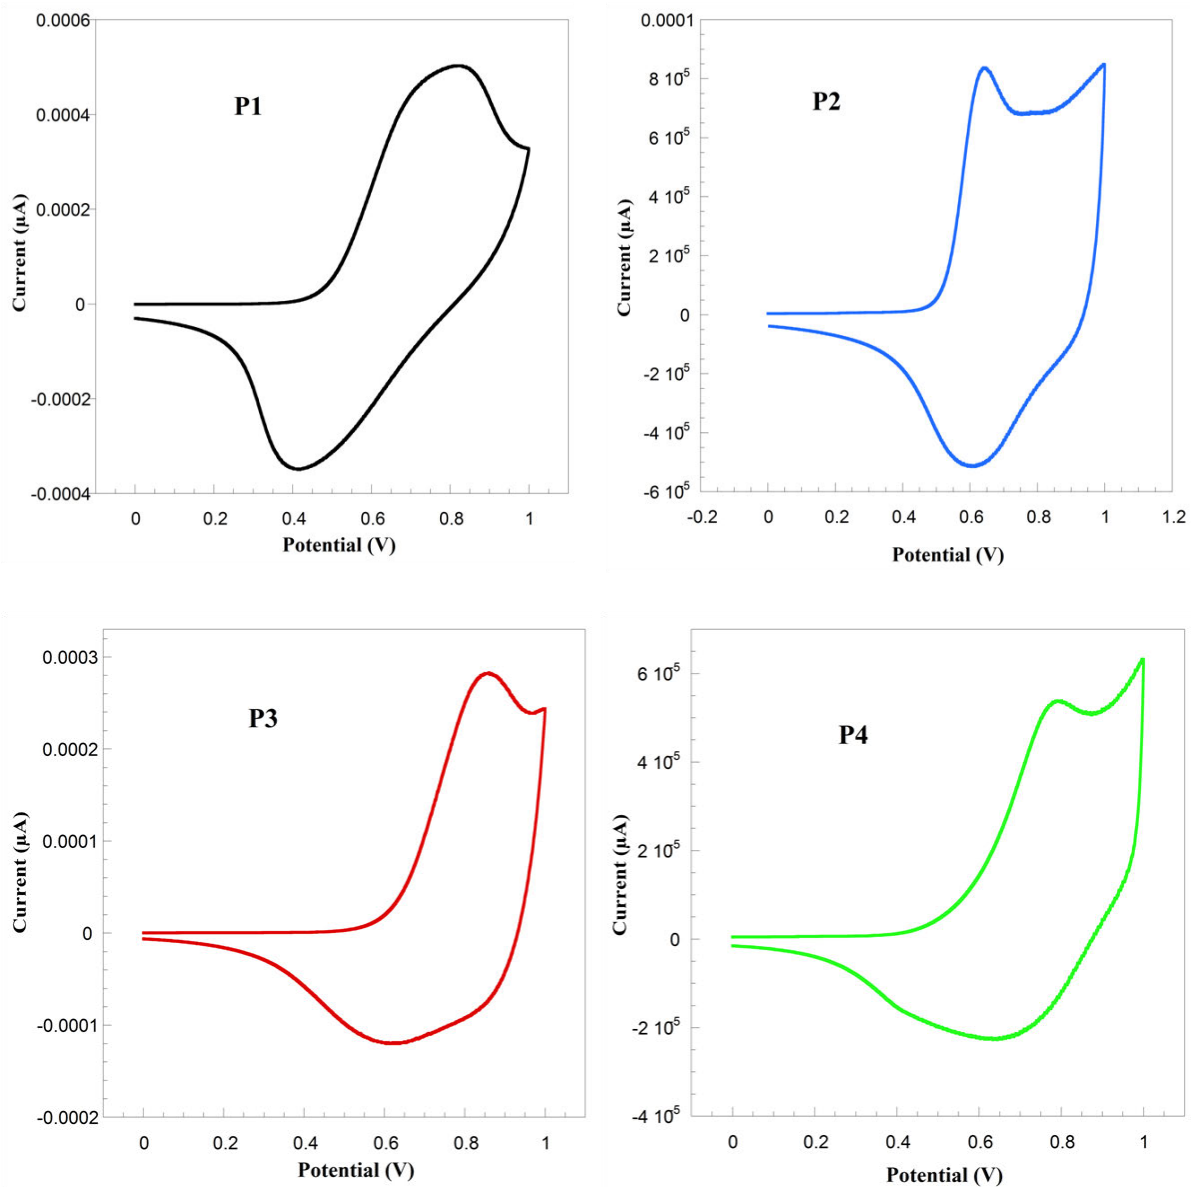 P1
Current (µA)
0.0006
0.0004
0.0002
0
-0.0002
-0.0004
0 0.2 0.4 0.6 0.8 1
Potential (V)
P2
Current (µA)
0.0001
8 10⁵
6 10⁵
4 10⁵
2 10⁵
0
-2 10⁵
-4 10⁵
-6 10⁵
-0.2 0 0.2 0.4 0.6 0.8 1 1.2
Potential (V)
P3
Current (µA)
0.0003
0.0002
0.0001
0
-0.0001
-0.0002
0 0.2 0.4 0.6 0.8 1
Potential (V)
P4
Current (µA)
6 10⁵
4 10⁵
2 10⁵
0
-2 10⁵
-4 10⁵
0 0.2 0.4 0.6 0.8 1
Potential (V)